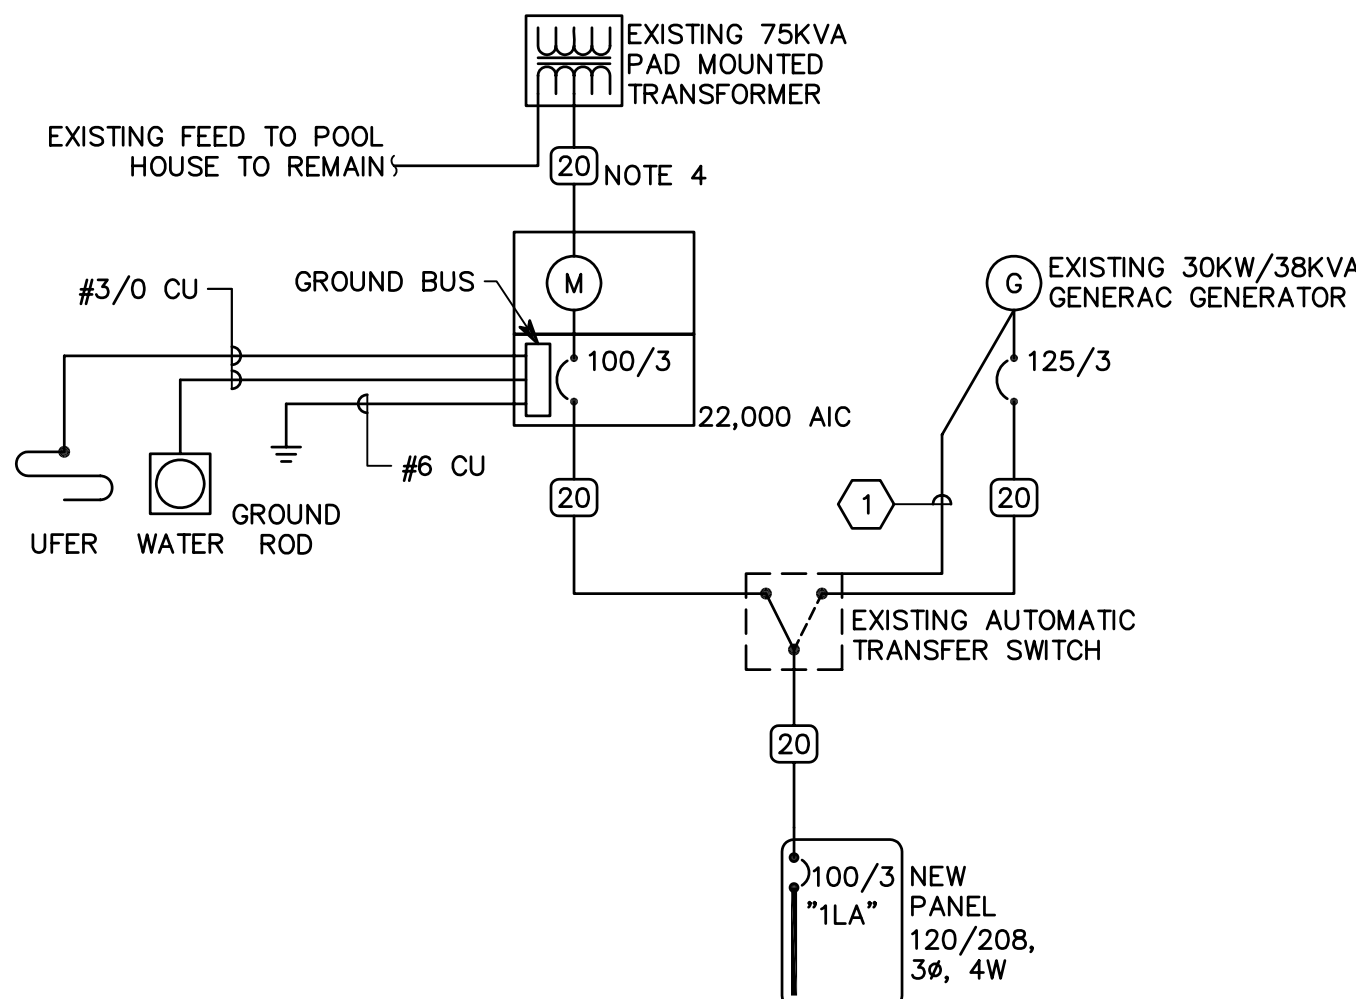 EXISTING 75KVA
PAD MOUNTED
TRANSFORMER
EXISTING FEED TO POOL
HOUSE TO REMAIN
20
NOTE 4
#3/0 CU
GROUND BUS
M
G
EXISTING 30KW/38KVA
GENERAC GENERATOR
100/3
125/3
22,000 AIC
#6 CU
20
1
20
GROUND
ROD
UFER
WATER
EXISTING AUTOMATIC
TRANSFER SWITCH
20
100/3
"1LA"
NEW
PANEL
120/208,
3ø, 4W